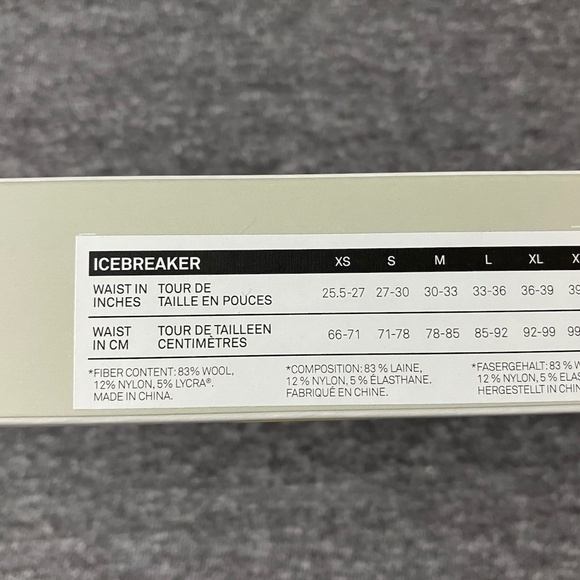 ICEBREAKER XS S M L XL X
WAIST IN TOUR DE
INCHES TAILLE EN POUCES 25.5-27 27-30 30-33 33-36 36-39 39
WAIST TOUR DE TAILLEEN
IN CM CENTIMÈTRES 66-71 71-78 78-85 85-92 92-99 99
*FIBER CONTENT: 83% WOOL,
12% NYLON, 5% LYCRA®.
MADE IN CHINA.
*COMPOSITION: 83 % LAINE,
12 % NYLON, 5 % ÉLASTHANE.
FABRIQUÉ EN CHINE.
*FASERGEHALT: 83 % W
12 % NYLON, 5 % ELAS
HERGESTELLT IN CHIN